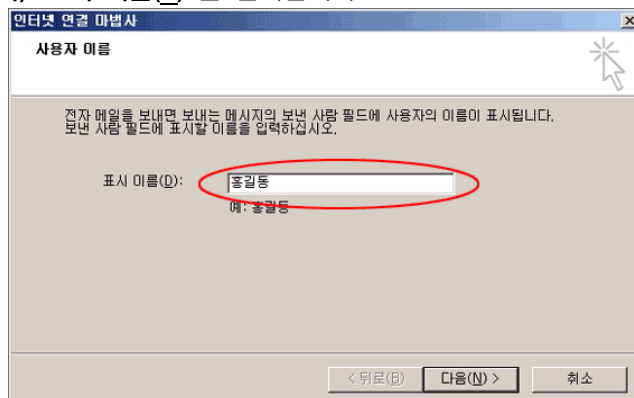 인터넷 연결 마법사
사용자 이름
전자 메일을 보내면 보내는 메시지의 보낸 사람 필드에 사용자의 이름이 표시됩니다.
보낸 사람 필드에 표시할 이름을 입력하십시오.
표시 이름(D): 홍길동
예: 홍길동
< 뒤로(B) 다음(N) > 취소